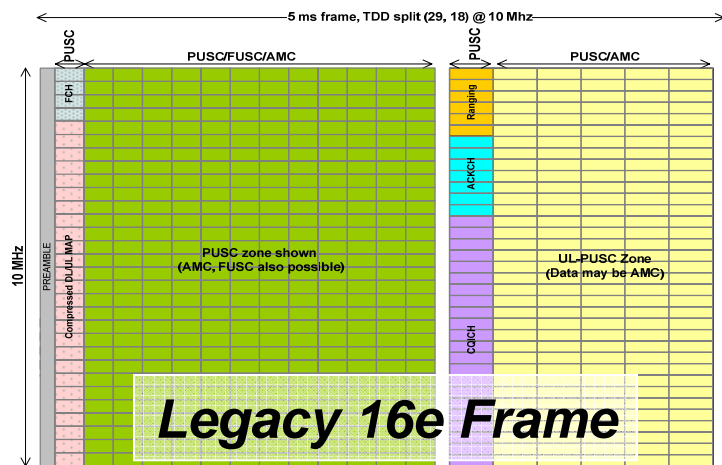 5 ms frame, TDD split (29, 18) @ 10 Mhz
PUSC
PUSC/FUSC/AMC
PUSC
PUSC/AMC
10 MHz
PREAMBLE
FCH
Compressed DL/UL MAP
PUSC zone shown
(AMC, FUSC also possible)
Ranging
ACKCH
CQICH
UL-PUSC Zone
(Data may be AMC)
Legacy 16e Frame